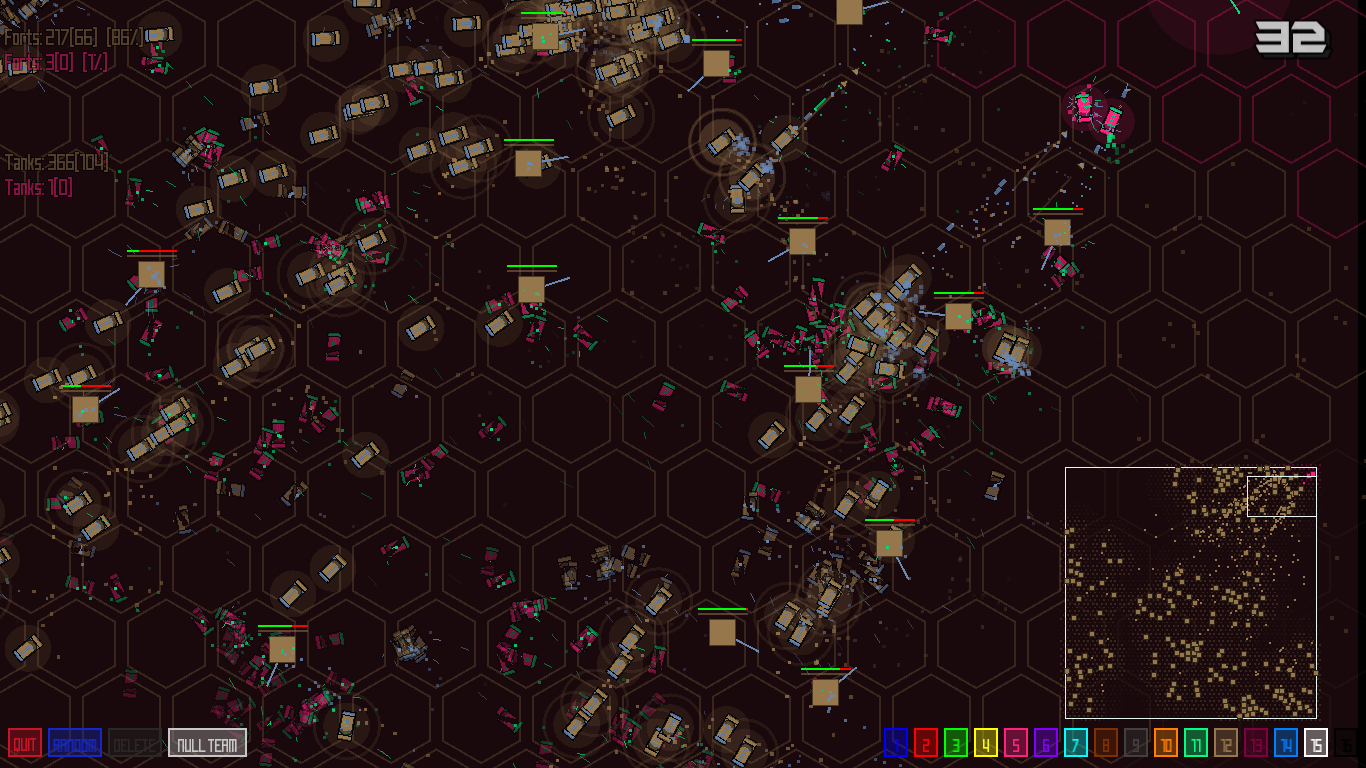 Forts: 217[66] [86%]
Forts: 3[0] [1%]
32
Tanks: 366[104]
Tanks: 1[0]
QUIT RANDOM DELETE NULL TEAM 1 2 3 4 5 6 7 8 9 10 11 12 13 14 15 16